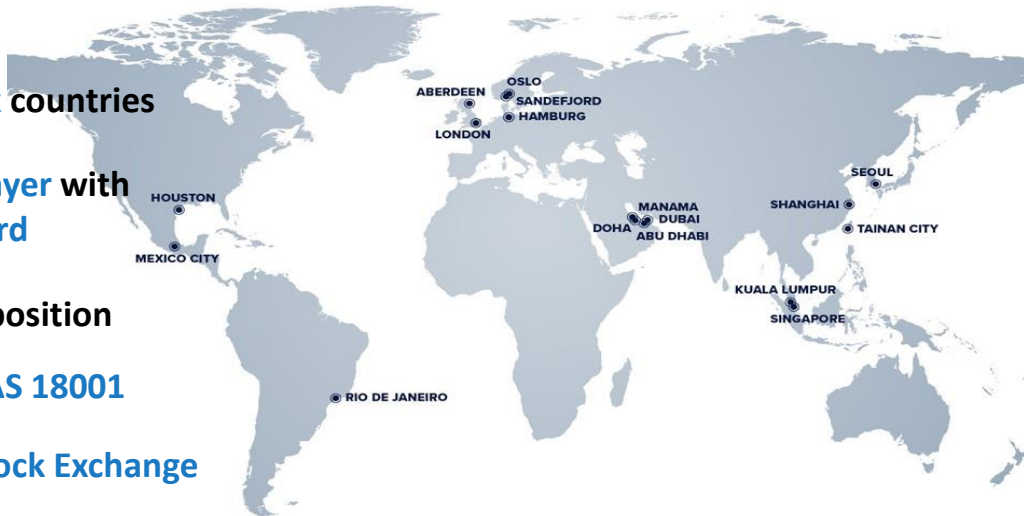 countries
ayer with
rd
position
AS 18001
ock Exchange
OSLO
ABERDEEN
SANDEFJORD
HAMBURG
LONDON
SEOUL
HOUSTON
SHANGHAI
MANAMA
DOHA
DUBAI
ABU DHABI
TAINAN CITY
MEXICO CITY
KUALA LUMPUR
SINGAPORE
RIO DE JANEIRO